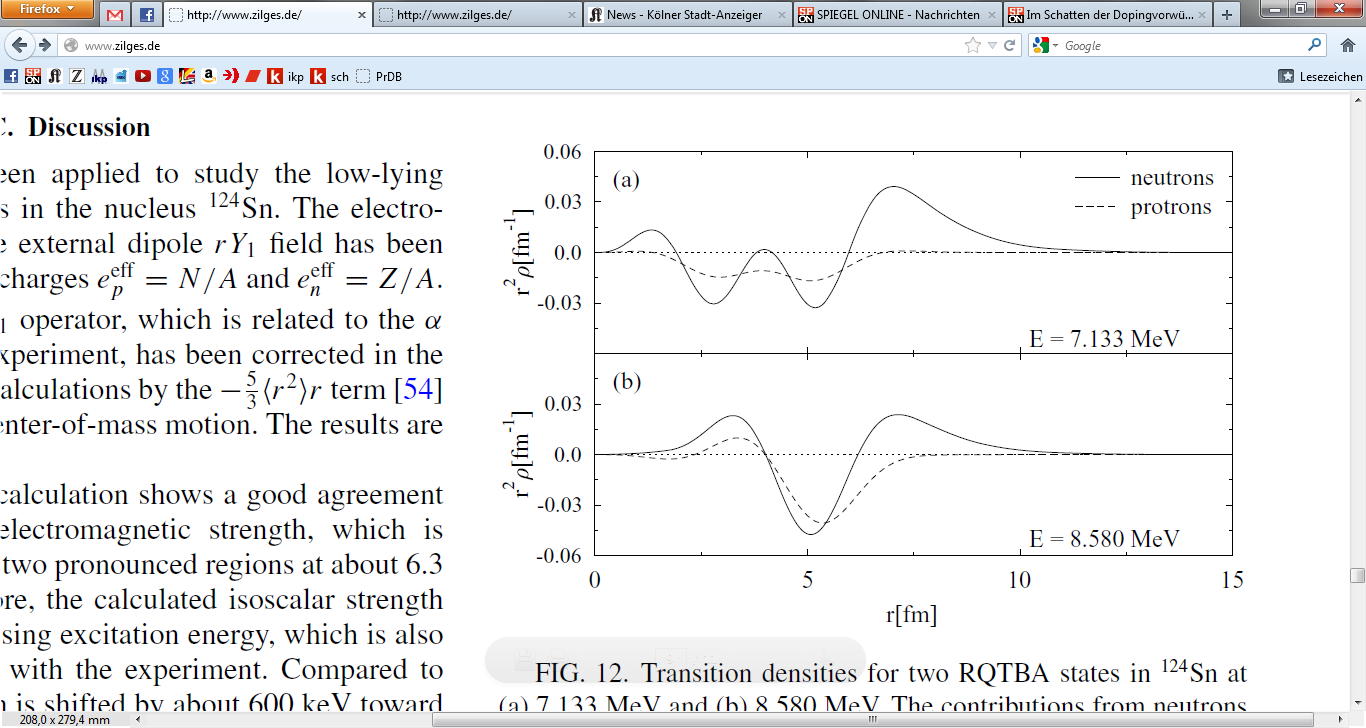 Firefox
http://www.zilges.de/
http://www.zilges.de/
News - Kölner Stadt-Anzeiger
SPIEGEL ONLINE - Nachrichten
Im Schatten der Dopingvorwü...
www.zilges.de
Google
ikp
sch
PrDB
Lesezeichen
C. Discussion
een applied to study the low-lying
s in the nucleus ¹²⁴Sn. The electro-
e external dipole rY₁ field has been
charges eₚᵉᶠᶠ = N/A and eₙᵉᶠᶠ = Z/A.
₁ operator, which is related to the α
xperiment, has been corrected in the
alculations by the −5/3⟨r²⟩r term [54]
enter-of-mass motion. The results are
calculation shows a good agreement
electromagnetic strength, which is
two pronounced regions at about 6.3
ore, the calculated isoscalar strength
sing excitation energy, which is also
with the experiment. Compared to
n is shifted by about 600 keV toward
0.06
0.03
0.0
-0.03
r² ρ[fm⁻¹]
(a)
neutrons
protrons
E = 7.133 MeV
0.03
0.0
-0.03
-0.06
r² ρ[fm⁻¹]
(b)
E = 8.580 MeV
0 5 10 15
r[fm]
FIG. 12. Transition densities for two RQTBA states in ¹²⁴Sn at
(a) 7.133 MeV and (b) 8.580 MeV. The contributions from neutrons
208,0 x 279,4 mm